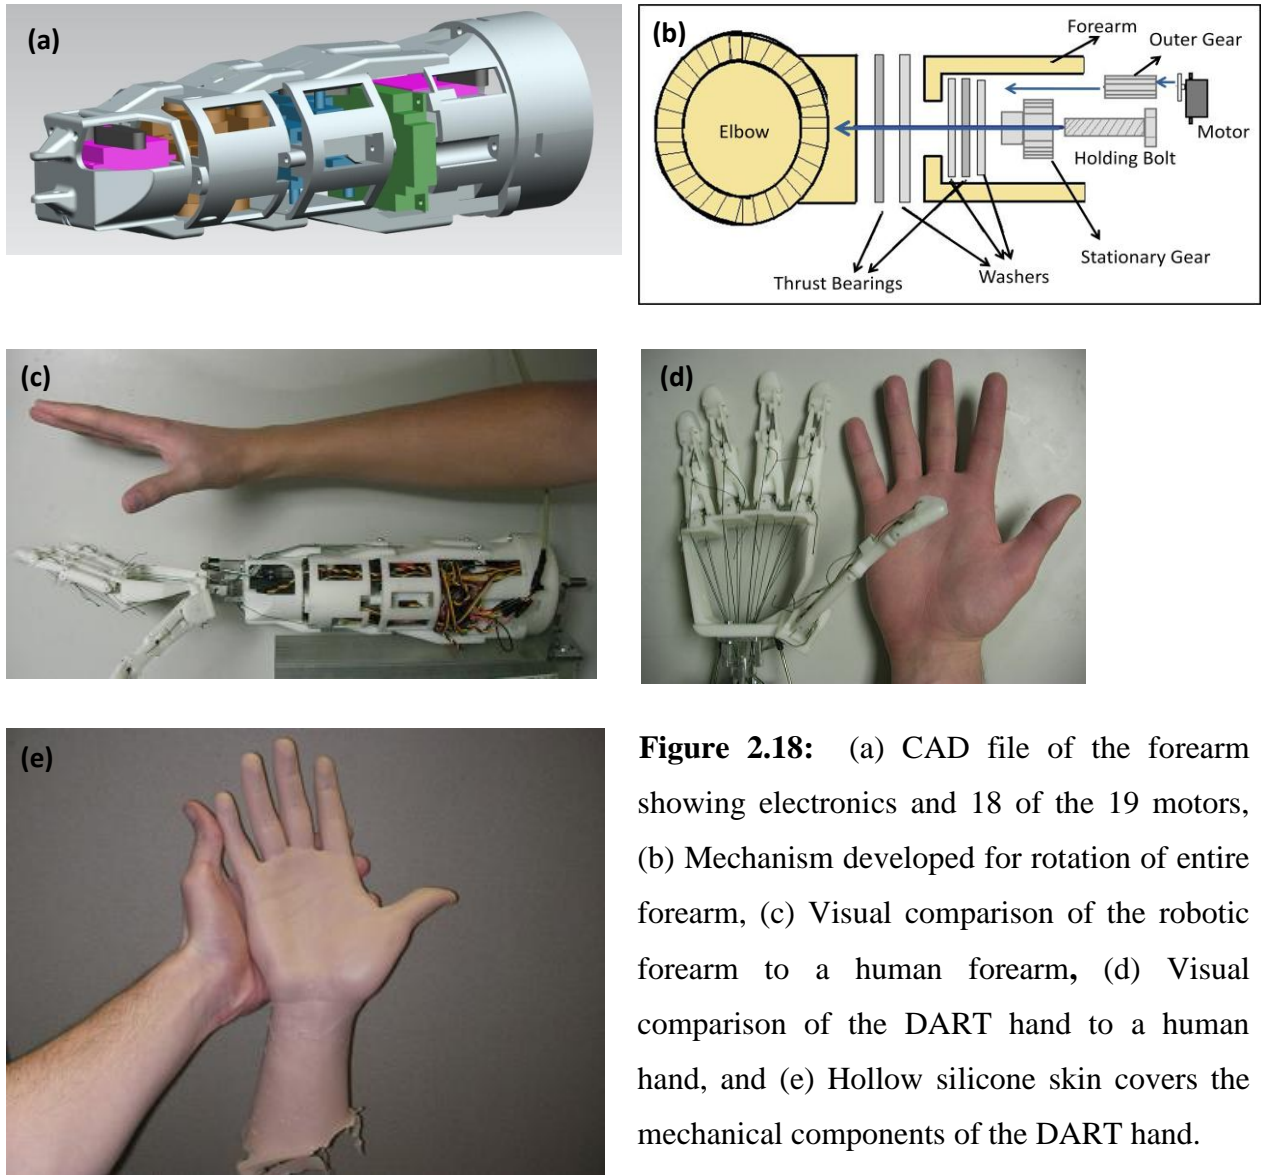 (a)
(b)
Forearm
Outer Gear
Elbow
Motor
Holding Bolt
Stationary Gear
Thrust Bearings
Washers
(c)
(d)
(e)
Figure 2.18: (a) CAD file of the forearm
showing electronics and 18 of the 19 motors,
(b) Mechanism developed for rotation of entire
forearm, (c) Visual comparison of the robotic
forearm to a human forearm, (d) Visual
comparison of the DART hand to a human
hand, and (e) Hollow silicone skin covers the
mechanical components of the DART hand.